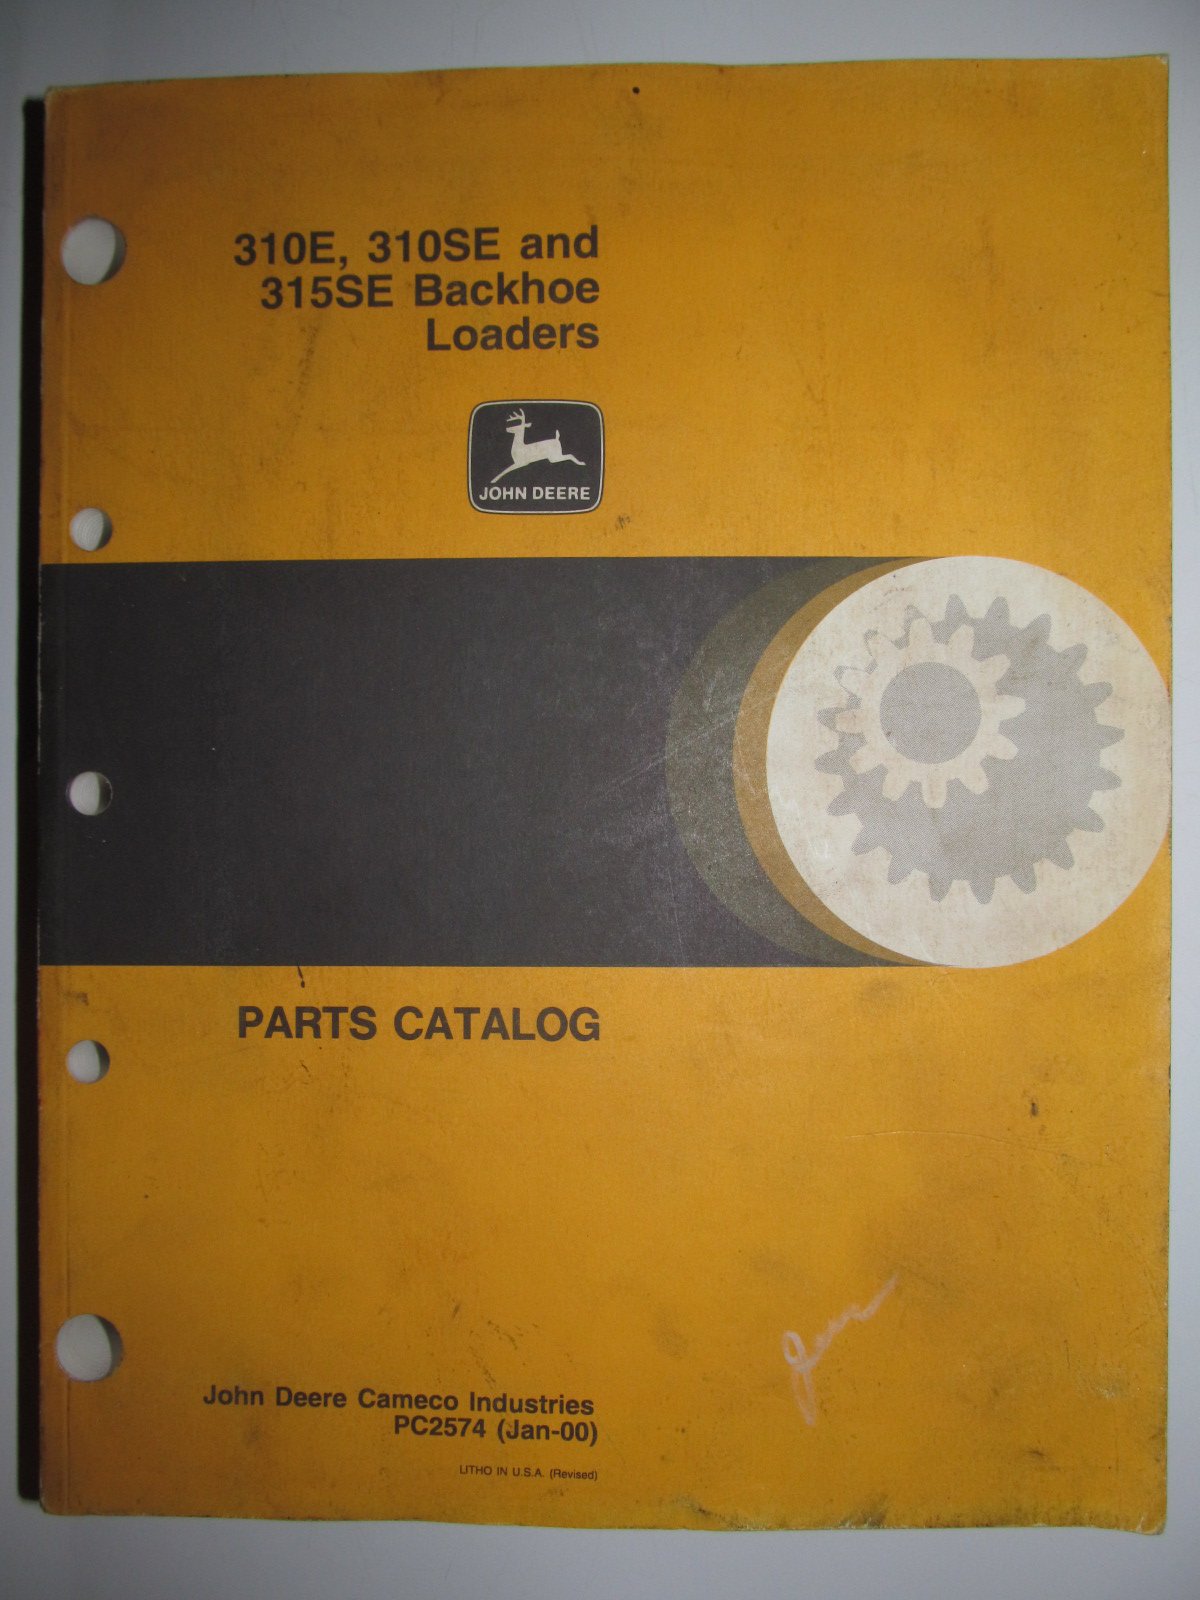 310E, 310SE and
315SE Backhoe
Loaders
JOHN DEERE
PARTS CATALOG
John Deere Cameco Industries
PC2574 (Jan-00)
LITHO IN U.S.A. (Revised)